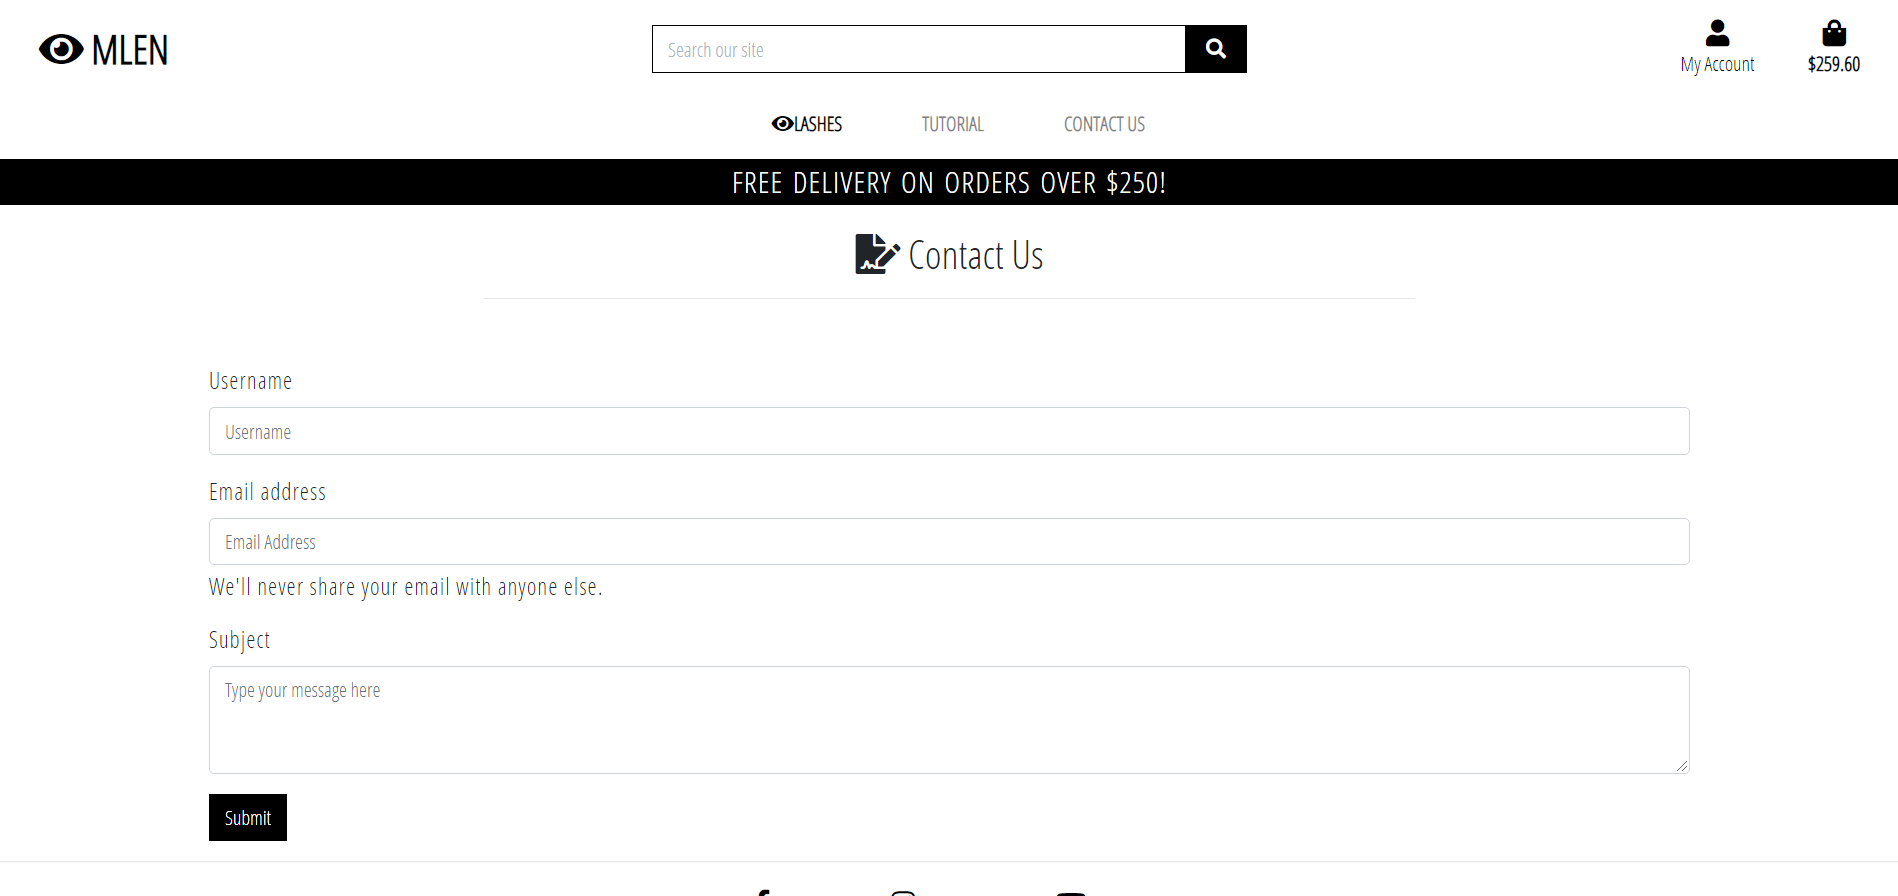 MLEN
Search our site
My Account
$259.60
LASHES
TUTORIAL
CONTACT US
FREE DELIVERY ON ORDERS OVER $250!
Contact Us
Username
Username
Email address
Email Address
We'll never share your email with anyone else.
Subject
Type your message here
Submit